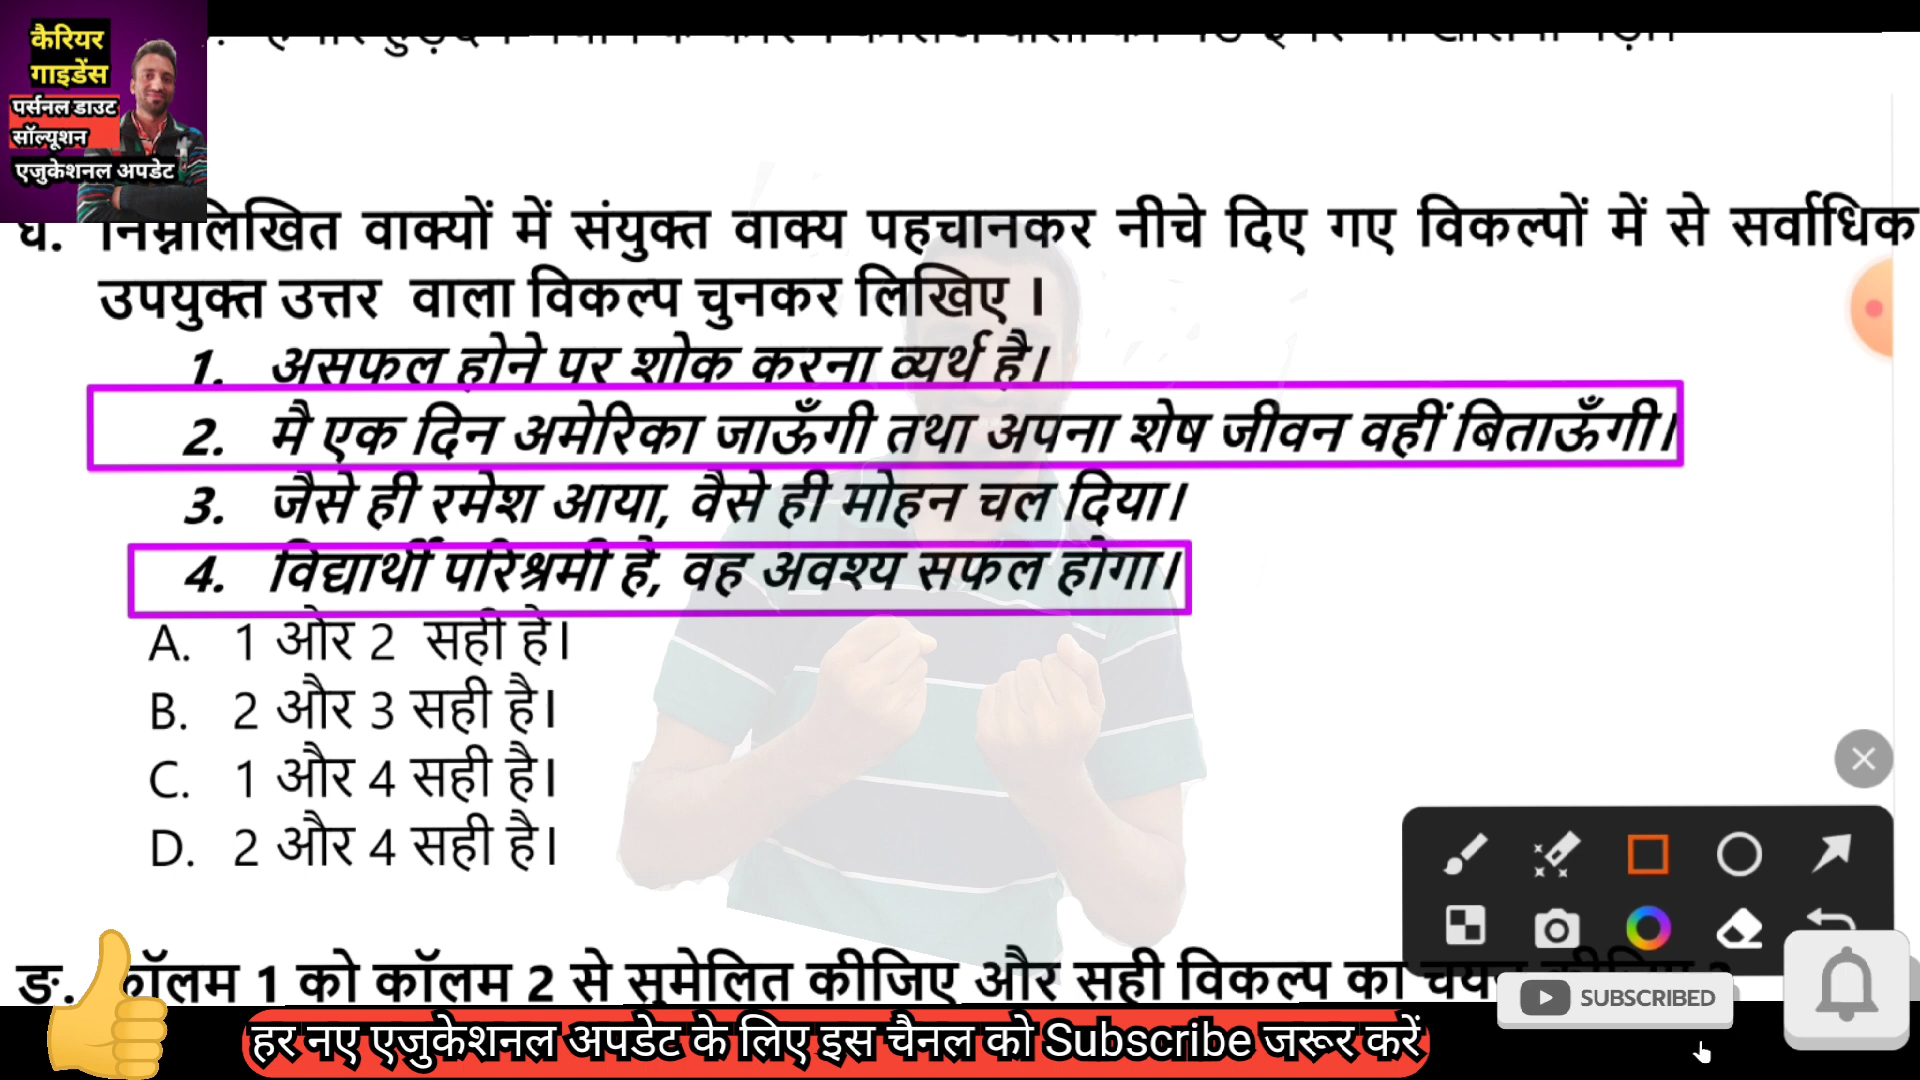 कैरियर
गाइडेंस
पर्सनल डाउट
सॉल्यूशन
एजुकेशनल अपडेट
घ. निम्नलिखित वाक्यों में संयुक्त वाक्य पहचानकर नीचे दिए गए विकल्पों में से सर्वाधिक
उपयुक्त उत्तर वाला विकल्प चुनकर लिखिए ।
1. असफल होने पर शोक करना व्यर्थ है।
2. मै एक दिन अमेरिका जाऊँगी तथा अपना शेष जीवन वहीं बिताऊँगी।
3. जैसे ही रमेश आया, वैसे ही मोहन चल दिया।
4. विद्यार्थी परिश्रमी है, वह अवश्य सफल होगा।
A. 1 और 2 सही है।
B. 2 और 3 सही है।
C. 1 और 4 सही है।
D. 2 और 4 सही है।
ङ. कॉलम 1 को कॉलम 2 से सुमेलित कीजिए और सही विकल्प का
SUBSCRIBED
हर नए एजुकेशनल अपडेट के लिए इस चैनल को Subscribe जरूर करें